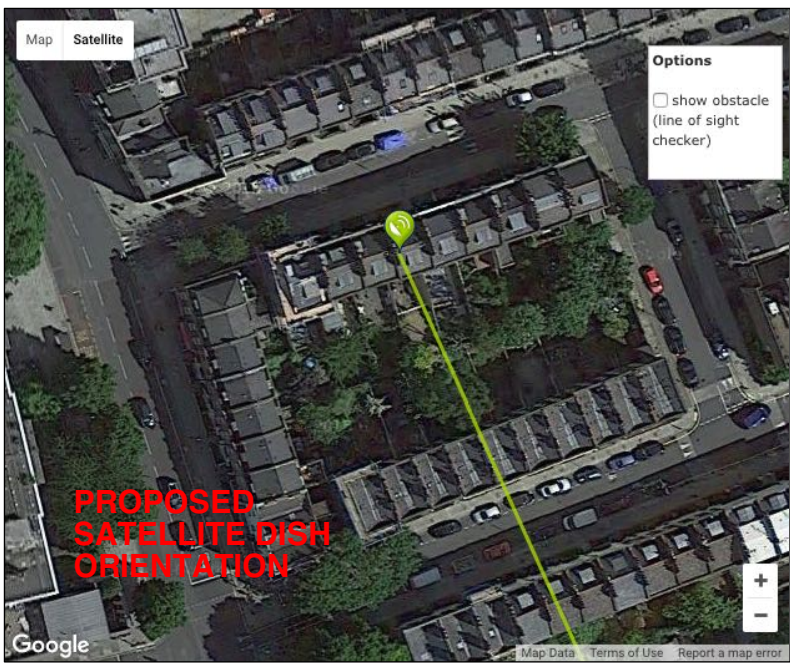 Map Satellite
Options
show obstacle
(line of sight
checker)
PROPOSED
SATELLITE DISH
ORIENTATION
+
−
Google
Map Data Terms of Use Report a map error